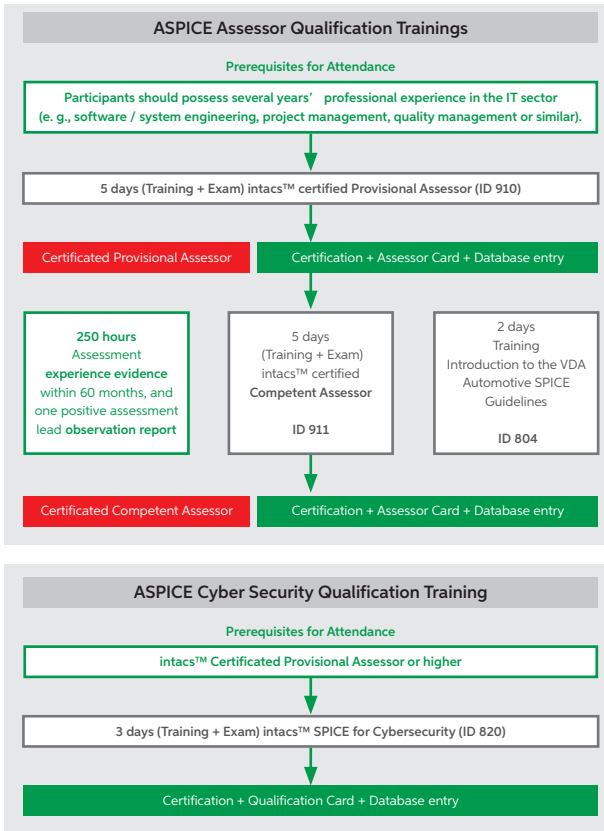 ASPICE Assessor Qualification Trainings
Prerequisites for Attendance
Participants should possess several years’ professional experience in the IT sector
(e. g., software / system engineering, project management, quality management or similar).
5 days (Training + Exam) intacs™ certified Provisional Assessor (ID 910)
Certificated Provisional Assessor
Certification + Assessor Card + Database entry
250 hours
Assessment
experience evidence
within 60 months, and
one positive assessment
lead observation report
5 days
(Training + Exam)
intacs™ certified
Competent Assessor
ID 911
2 days
Training
Introduction to the VDA
Automotive SPICE
Guidelines
ID 804
Certificated Competent Assessor
Certification + Assessor Card + Database entry
ASPICE Cyber Security Qualification Training
Prerequisites for Attendance
intacs™ Certificated Provisional Assessor or higher
3 days (Training + Exam) intacs™ SPICE for Cybersecurity (ID 820)
Certification + Qualification Card + Database entry